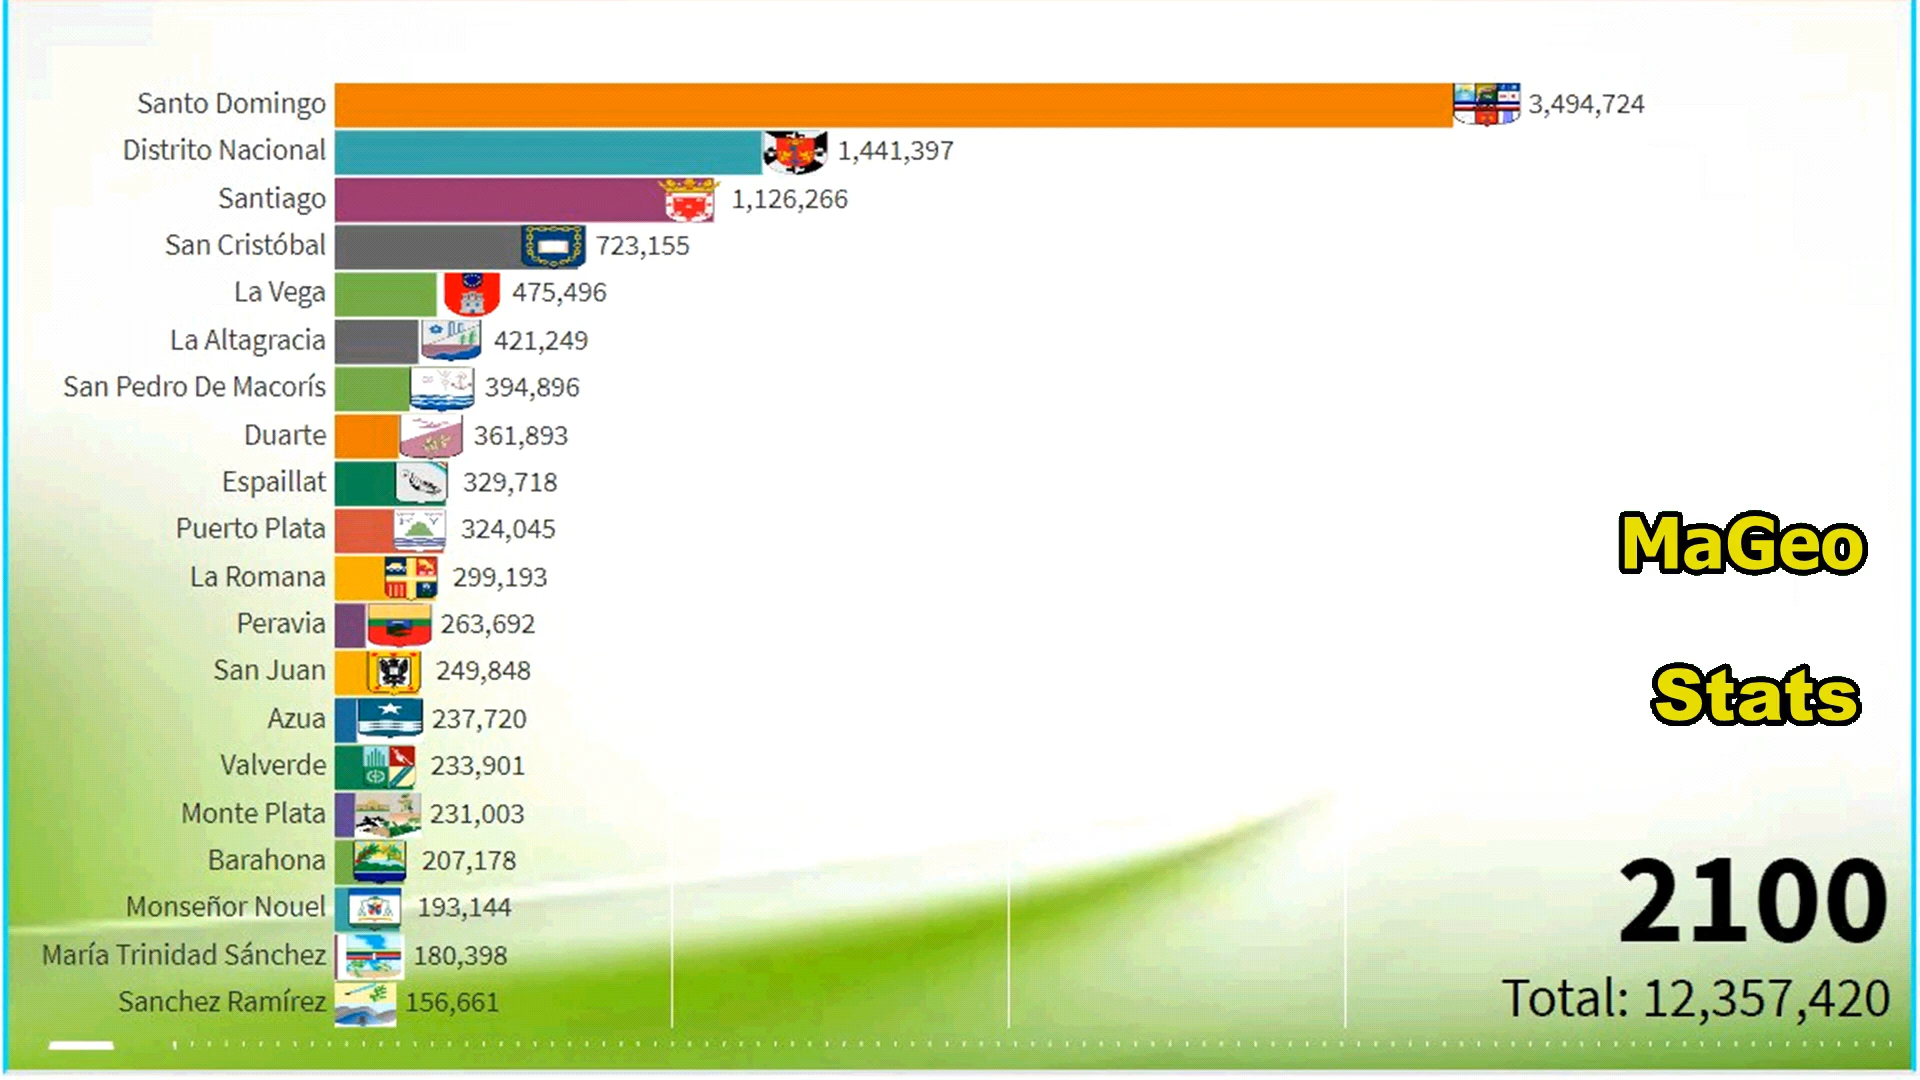 Santo Domingo 3,494,724
Distrito Nacional 1,441,397
Santiago 1,126,266
San Cristóbal 723,155
La Vega 475,496
La Altagracia 421,249
San Pedro De Macorís 394,896
Duarte 361,893
Espaillat 329,718
Puerto Plata 324,045
La Romana 299,193
Peravia 263,692
San Juan 249,848
Azua 237,720
Valverde 233,901
Monte Plata 231,003
Barahona 207,178
Monseñor Nouel 193,144
María Trinidad Sánchez 180,398
Sanchez Ramírez 156,661
MaGeo
Stats
2100
Total: 12,357,420